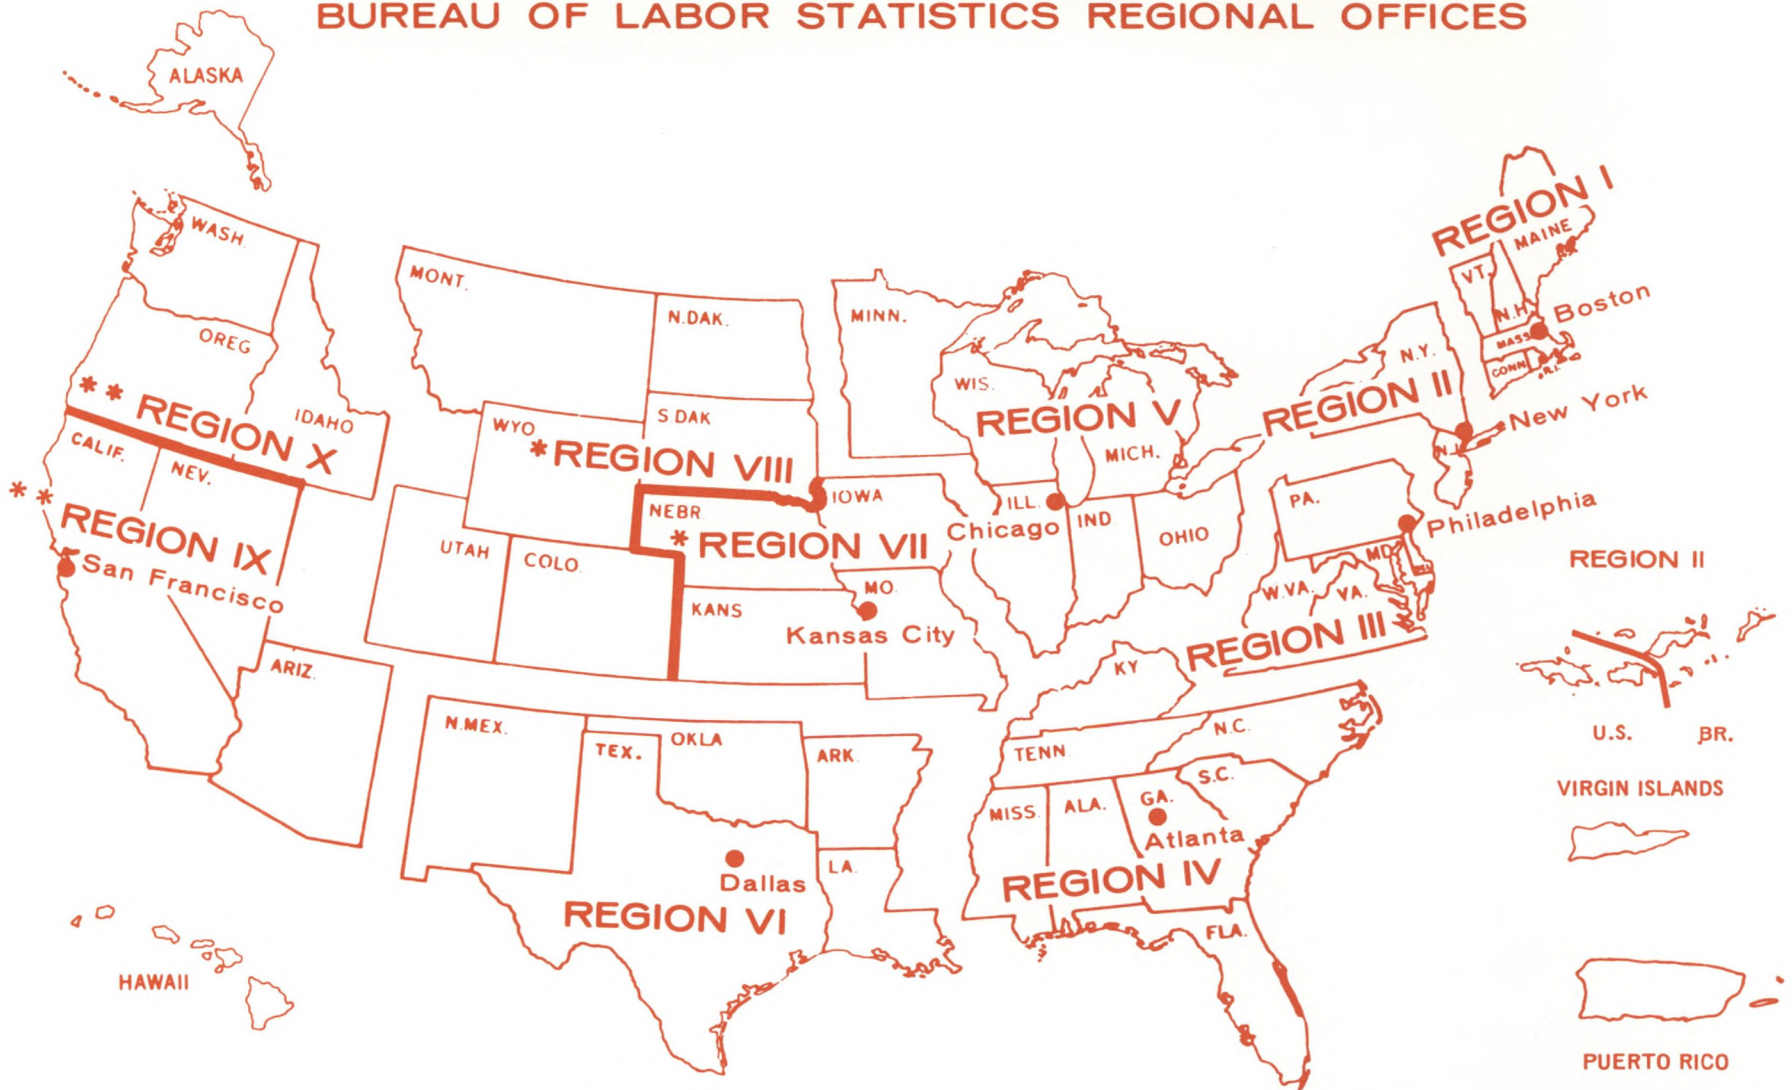 BUREAU OF LABOR STATISTICS REGIONAL OFFICES
ALASKA
REGION I
MAINE
WASH.
VT.
MONT.
N.H.
Boston
N.DAK.
MINN.
OREG
MASS
N.Y.
CONN
R.I.
WIS.
* * REGION X
IDAHO
S.DAK
REGION V
REGION II
New York
WYO.
*REGION VIII
CALIF.
NEV.
MICH.
N.J.
* *
REGION IX
IOWA
ILL.
PA.
NEBR.
Chicago
IND
Philadelphia
* REGION VII
OHIO
UTAH
COLO.
MD.
DEL.
REGION II
San Francisco
MO.
W.VA.
VA.
KANS
Kansas City
REGION III
ARIZ.
KY
N.MEX.
TEX.
OKLA
ARK
TENN
N.C.
U.S.
BR.
S.C.
VIRGIN ISLANDS
MISS.
ALA.
GA.
Atlanta
LA.
Dallas
REGION IV
REGION VI
FLA.
HAWAII
PUERTO RICO